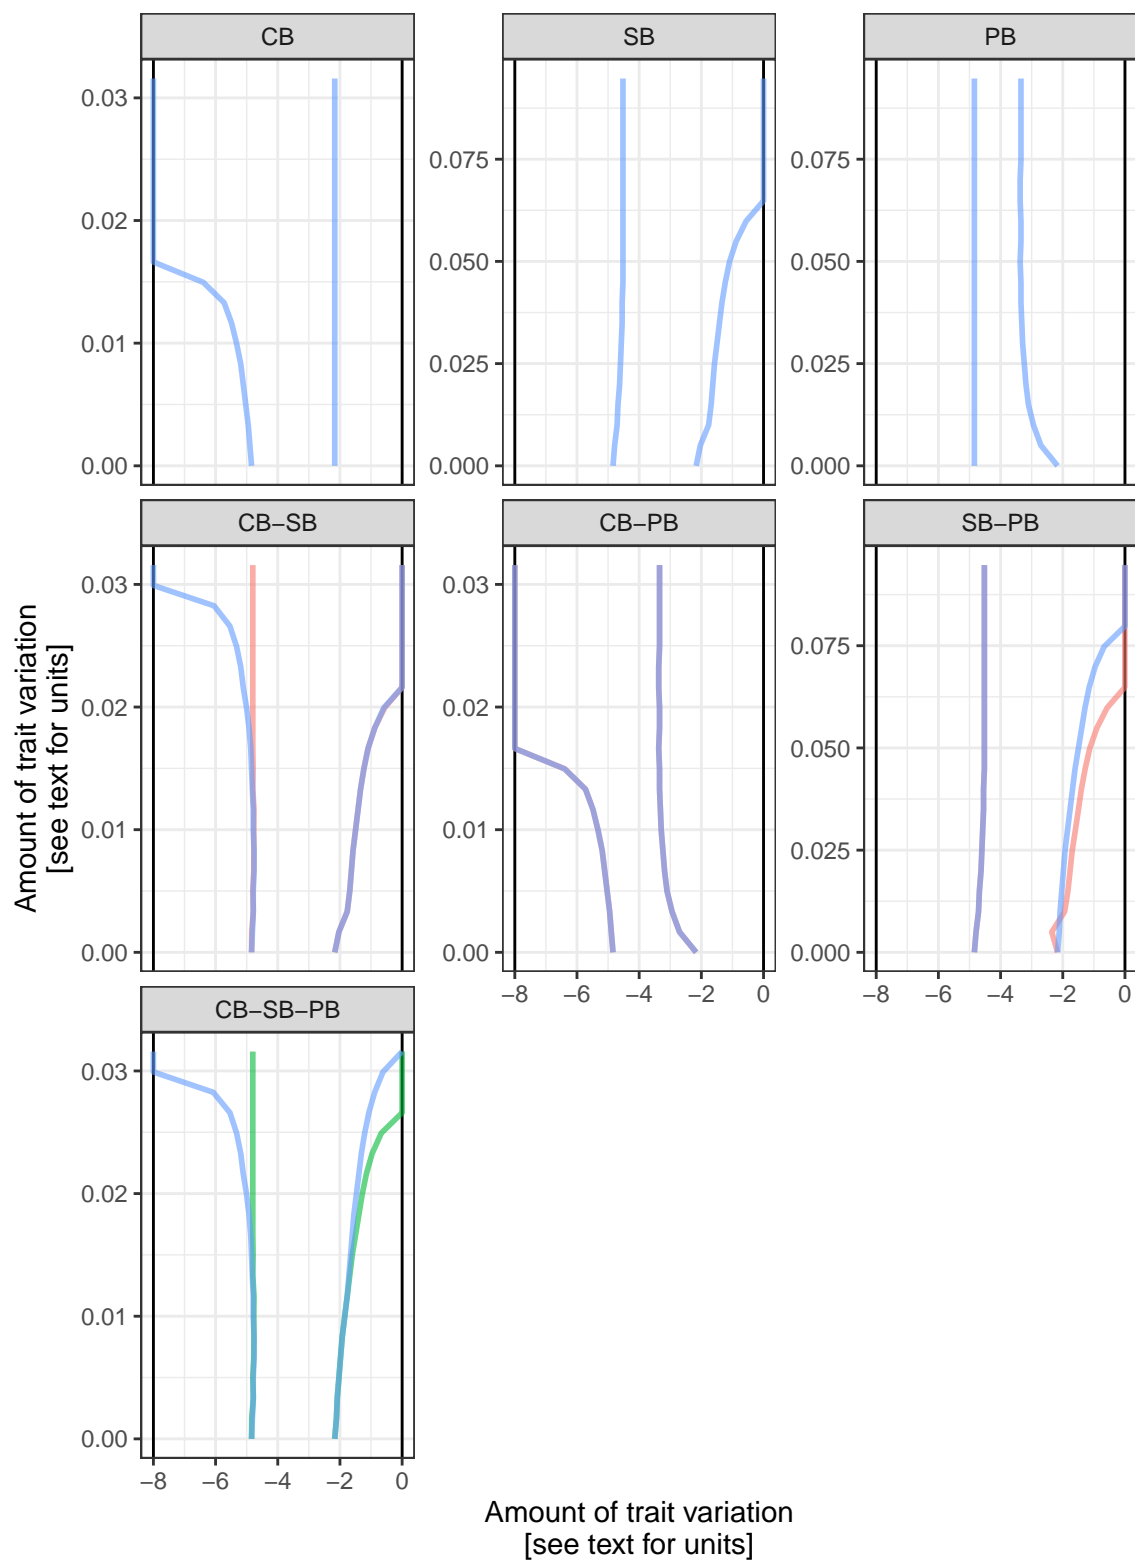 CB
SB
PB
0.03
0.02
0.01
0.00
0.075
0.050
0.025
0.000
0.075
0.050
0.025
0.000
CB−SB
CB−PB
SB−PB
0.03
0.02
0.01
0.00
0.03
0.02
0.01
0.00
0.075
0.050
0.025
0.000
−8 −6 −4 −2 0
−8 −6 −4 −2 0
CB−SB−PB
0.03
0.02
0.01
0.00
−8 −6 −4 −2 0
Amount of trait variation
[see text for units]
Amount of trait variation
[see text for units]